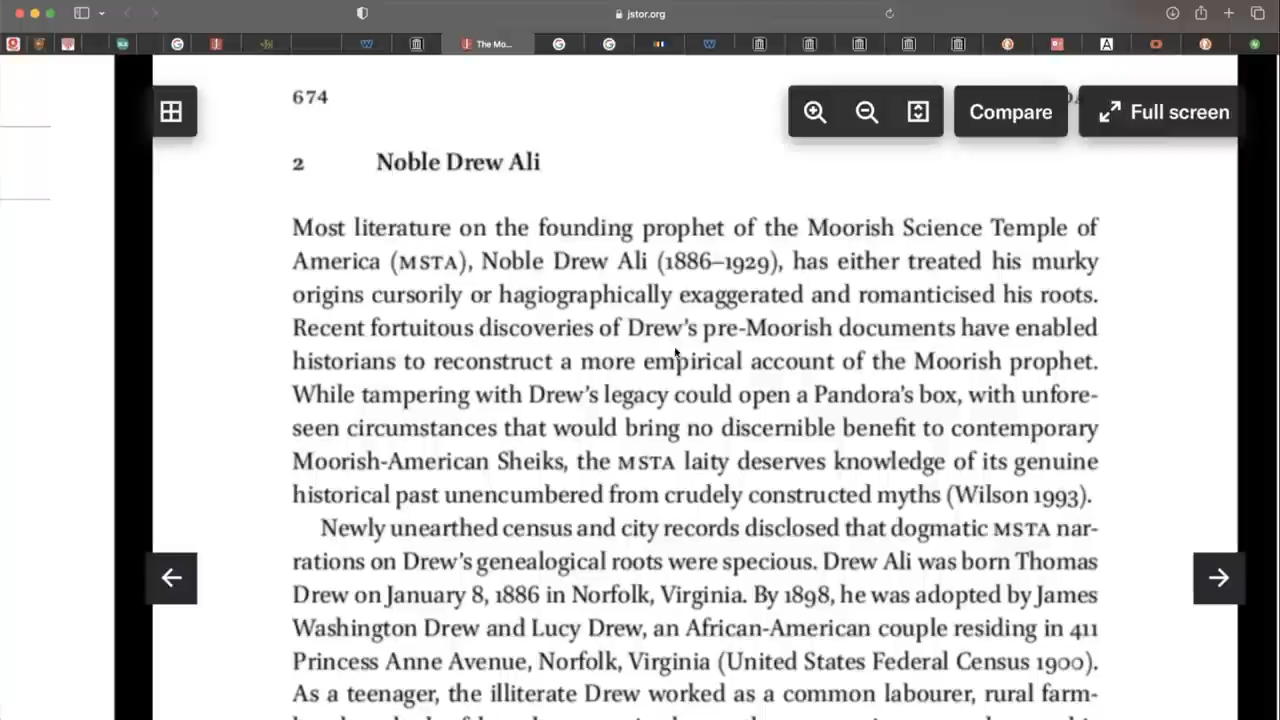 jstor.org
The Mo...
674
Compare
Full screen
2 Noble Drew Ali
Most literature on the founding prophet of the Moorish Science Temple of
America (MSTA), Noble Drew Ali (1886–1929), has either treated his murky
origins cursorily or hagiographically exaggerated and romanticised his roots.
Recent fortuitous discoveries of Drew's pre-Moorish documents have enabled
historians to reconstruct a more empirical account of the Moorish prophet.
While tampering with Drew's legacy could open a Pandora's box, with unfore-
seen circumstances that would bring no discernible benefit to contemporary
Moorish-American Sheiks, the MSTA laity deserves knowledge of its genuine
historical past unencumbered from crudely constructed myths (Wilson 1993).
Newly unearthed census and city records disclosed that dogmatic MSTA nar-
rations on Drew's genealogical roots were specious. Drew Ali was born Thomas
Drew on January 8, 1886 in Norfolk, Virginia. By 1898, he was adopted by James
Washington Drew and Lucy Drew, an African-American couple residing in 411
Princess Anne Avenue, Norfolk, Virginia (United States Federal Census 1900).
As a teenager, the illiterate Drew worked as a common labourer, rural farm-